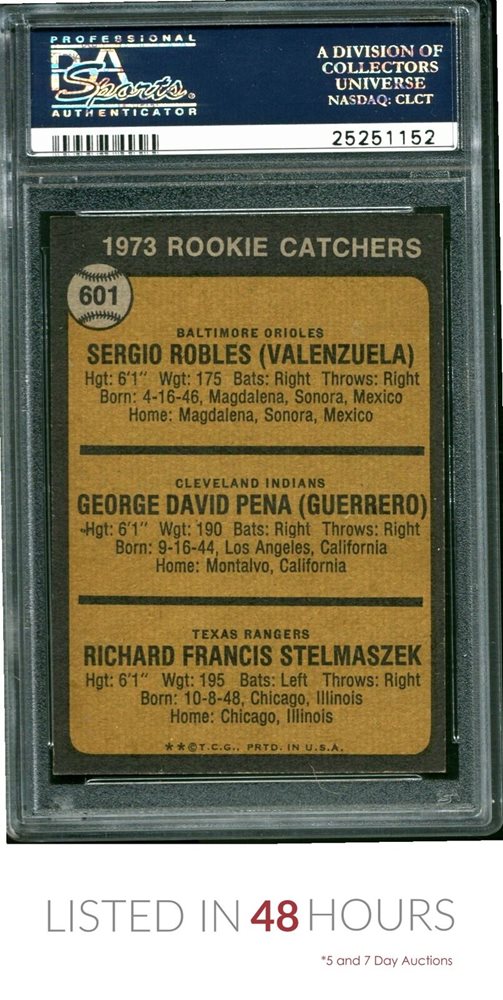 PROFESSIONAL
PSA
Sports
AUTHENTICATOR
A DIVISION OF
COLLECTORS
UNIVERSE
NASDAQ: CLCT
25251152
1973 ROOKIE CATCHERS
601
BALTIMORE ORIOLES
SERGIO ROBLES (VALENZUELA)
Hgt: 6'1" Wgt: 175 Bats: Right Throws: Right
Born: 4-16-46, Magdalena, Sonora, Mexico
Home: Magdalena, Sonora, Mexico
CLEVELAND INDIANS
GEORGE DAVID PENA (GUERRERO)
Hgt: 6'1" Wgt: 190 Bats: Right Throws: Right
Born: 9-16-44, Los Angeles, California
Home: Montalvo, California
TEXAS RANGERS
RICHARD FRANCIS STELMASZEK
Hgt: 6'1" Wgt: 195 Bats: Left Throws: Right
Born: 10-8-48, Chicago, Illinois
Home: Chicago, Illinois
**©T.C.G., PRTD. IN U.S.A.
LISTED IN 48 HOURS
*5 and 7 Day Auctions